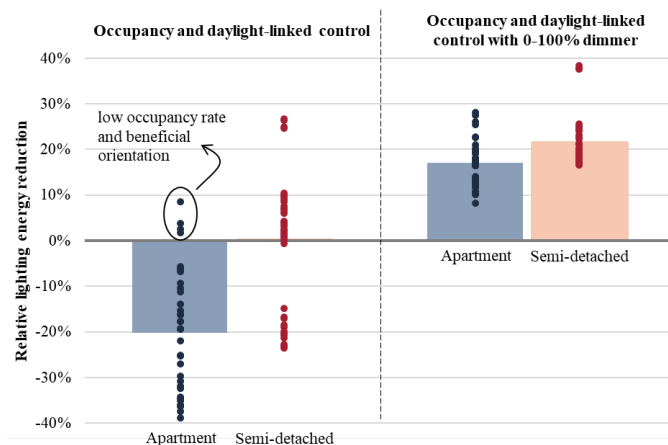 Occupancy and daylight-linked control
Occupancy and daylight-linked
control with 0-100% dimmer
Relative lighting energy reduction
40%
30%
20%
10%
0%
-10%
-20%
-30%
-40%
low occupancy rate
and beneficial
orientation
Apartment
Semi-detached
Apartment
Semi-detached